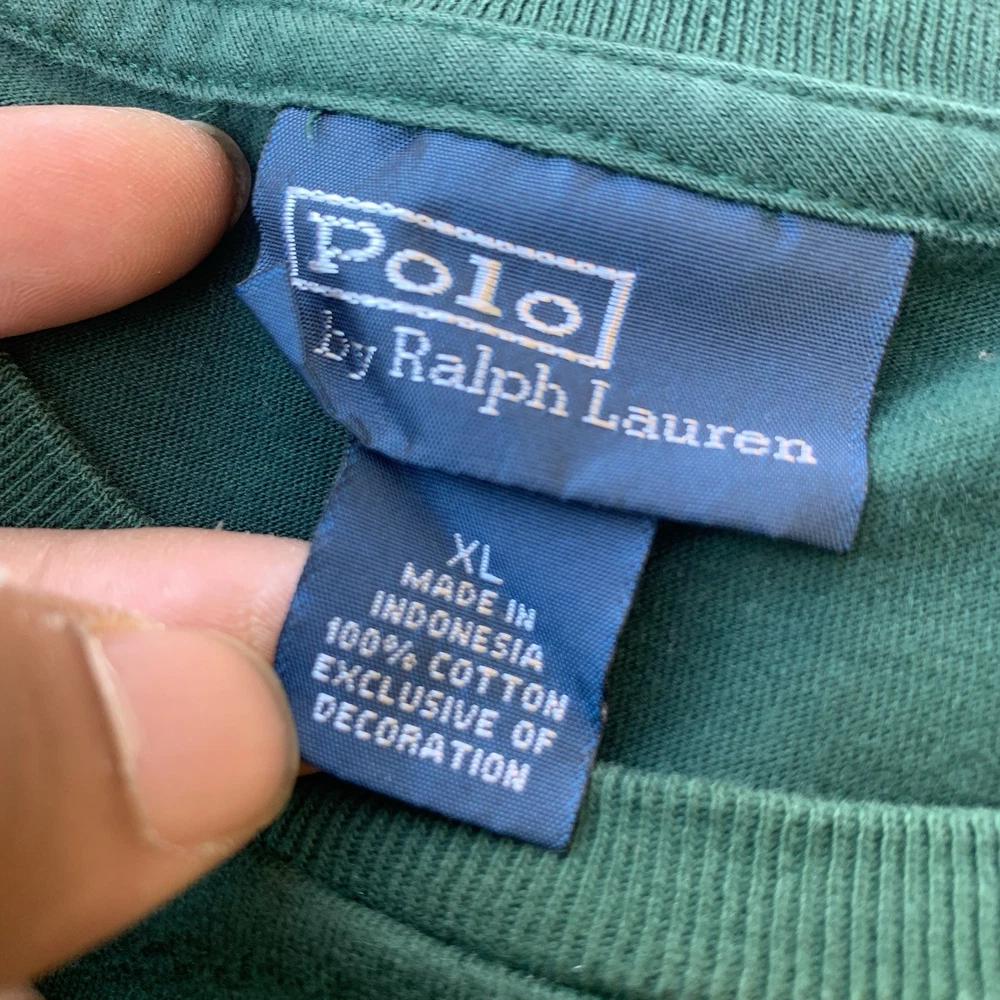 Polo
by Ralph Lauren
XL
MADE IN
INDONESIA
100% COTTON
EXCLUSIVE OF
DECORATION